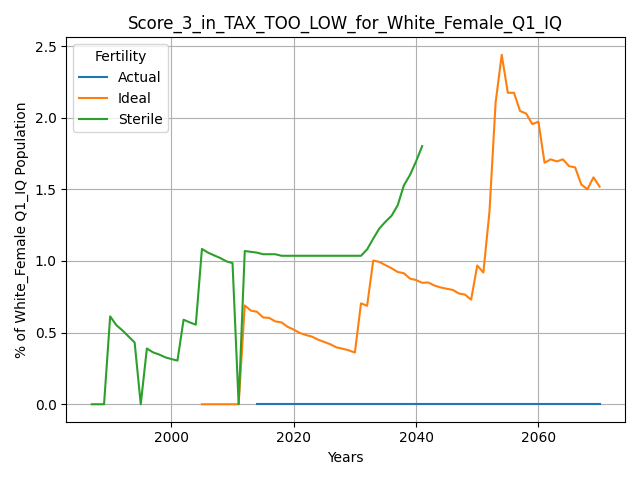 Score_3_in_TAX_TOO_LOW_for_White_Female_Q1_IQ
Fertility
Actual
Ideal
Sterile
% of White_Female Q1_IQ Population
2.5
2.0
1.5
1.0
0.5
0.0
2000
2020
2040
2060
Years